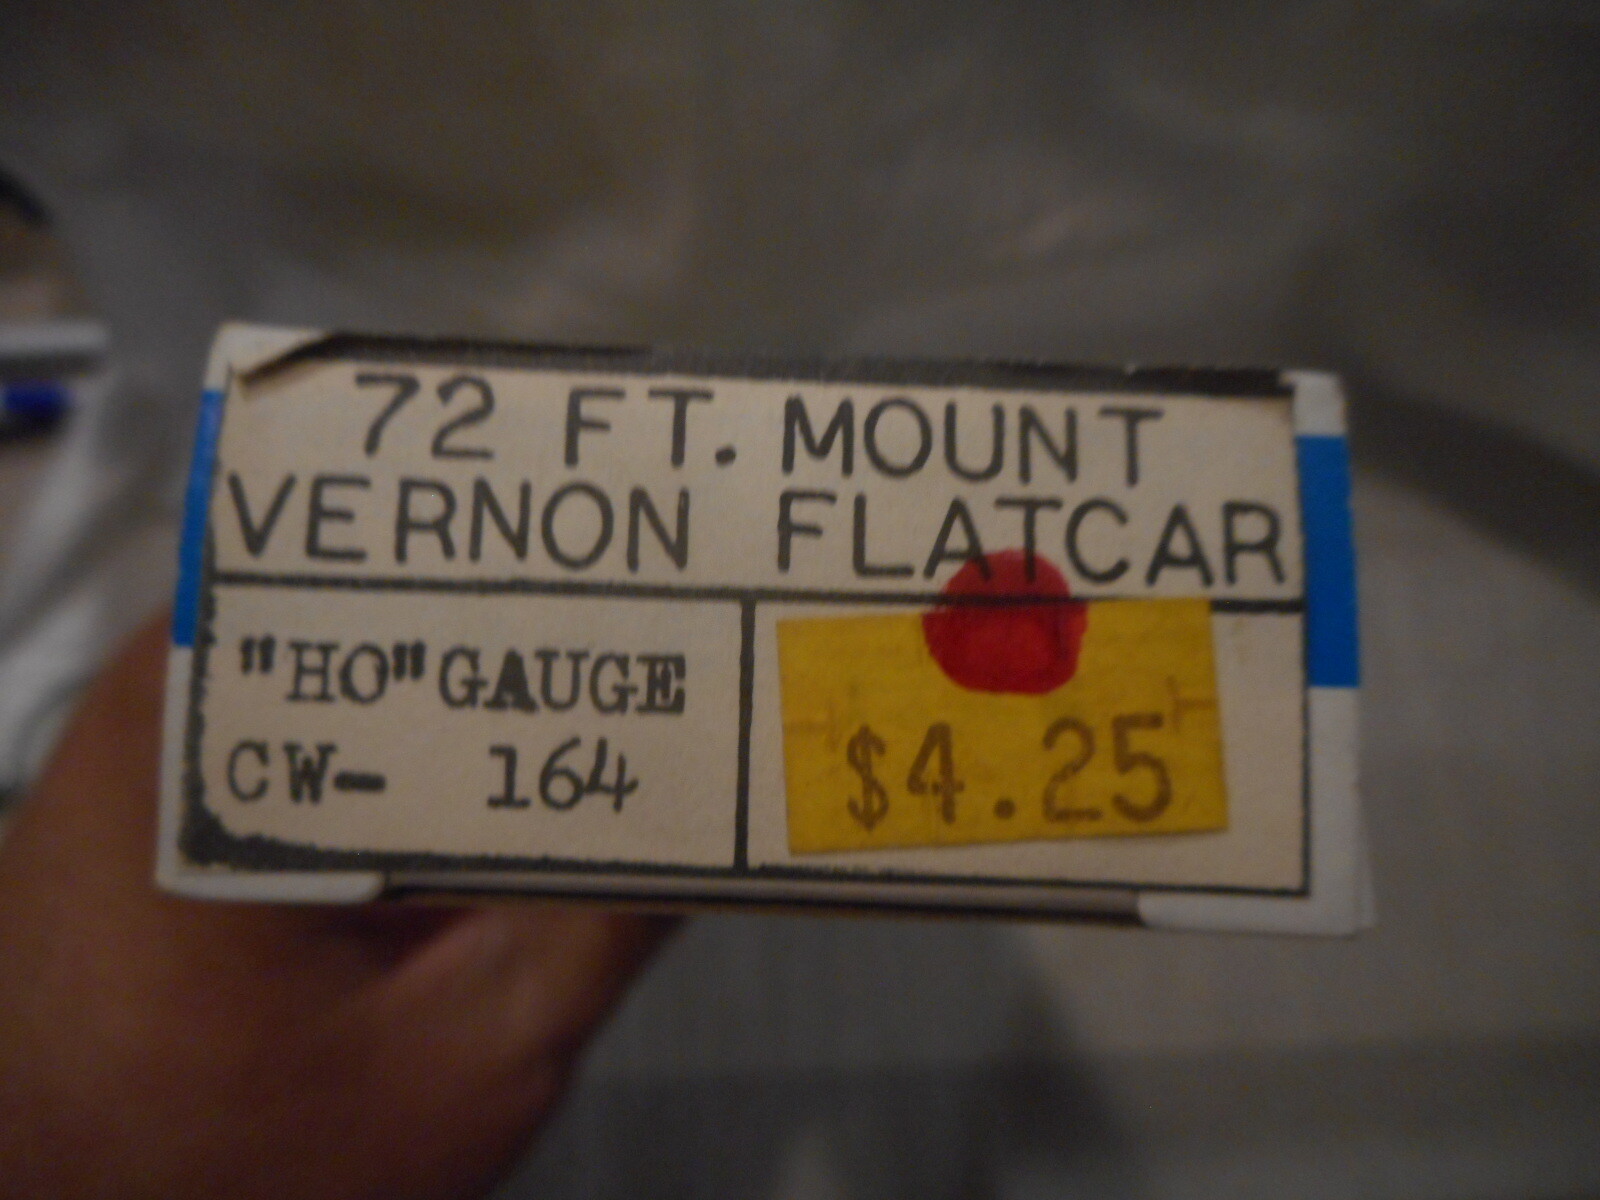 72 FT. MOUNT
VERNON FLATCAR
"HO" GAUGE
CW- 164
$4.25